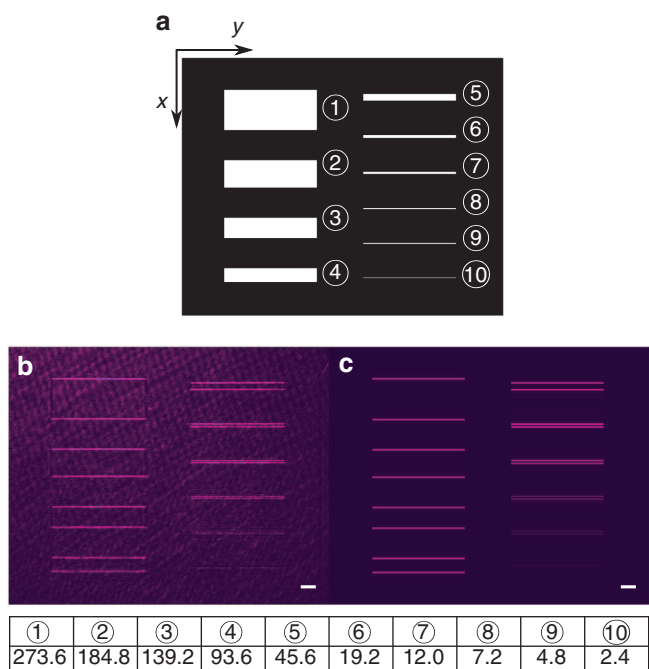 a
y
x
① ⑤
⑥
② ⑦
⑧
③ ⑨
④ ⑩
b c
① ② ③ ④ ⑤ ⑥ ⑦ ⑧ ⑨ ⑩
273.6 184.8 139.2 93.6 45.6 19.2 12.0 7.2 4.8 2.4